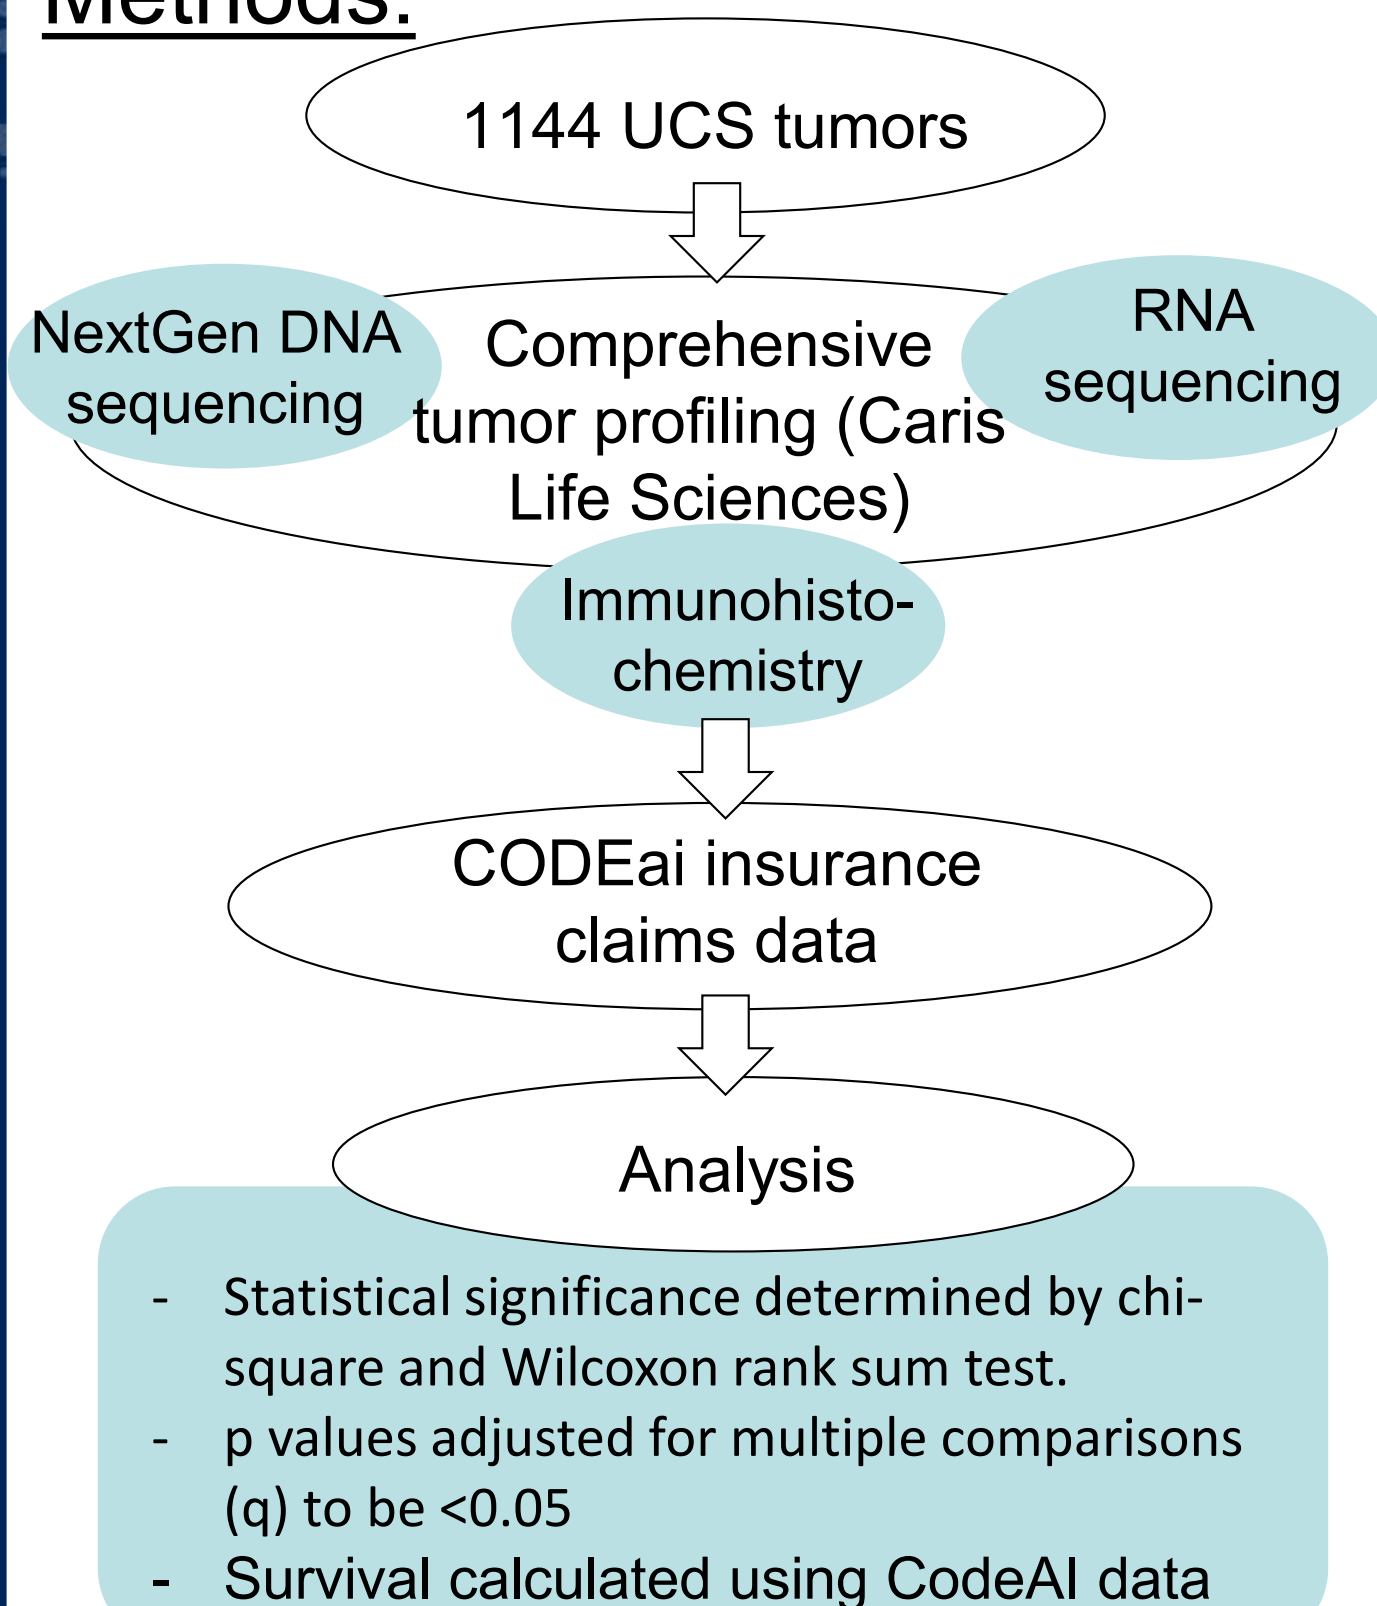 Methods:
1144 UCS tumors
NextGen DNA
sequencing
Comprehensive
tumor profiling (Caris
Life Sciences)
RNA
sequencing
Immunohisto-
chemistry
CODEai insurance
claims data
Analysis
- Statistical significance determined by chi-
square and Wilcoxon rank sum test.
- p values adjusted for multiple comparisons
(q) to be <0.05
- Survival calculated using CodeAI data